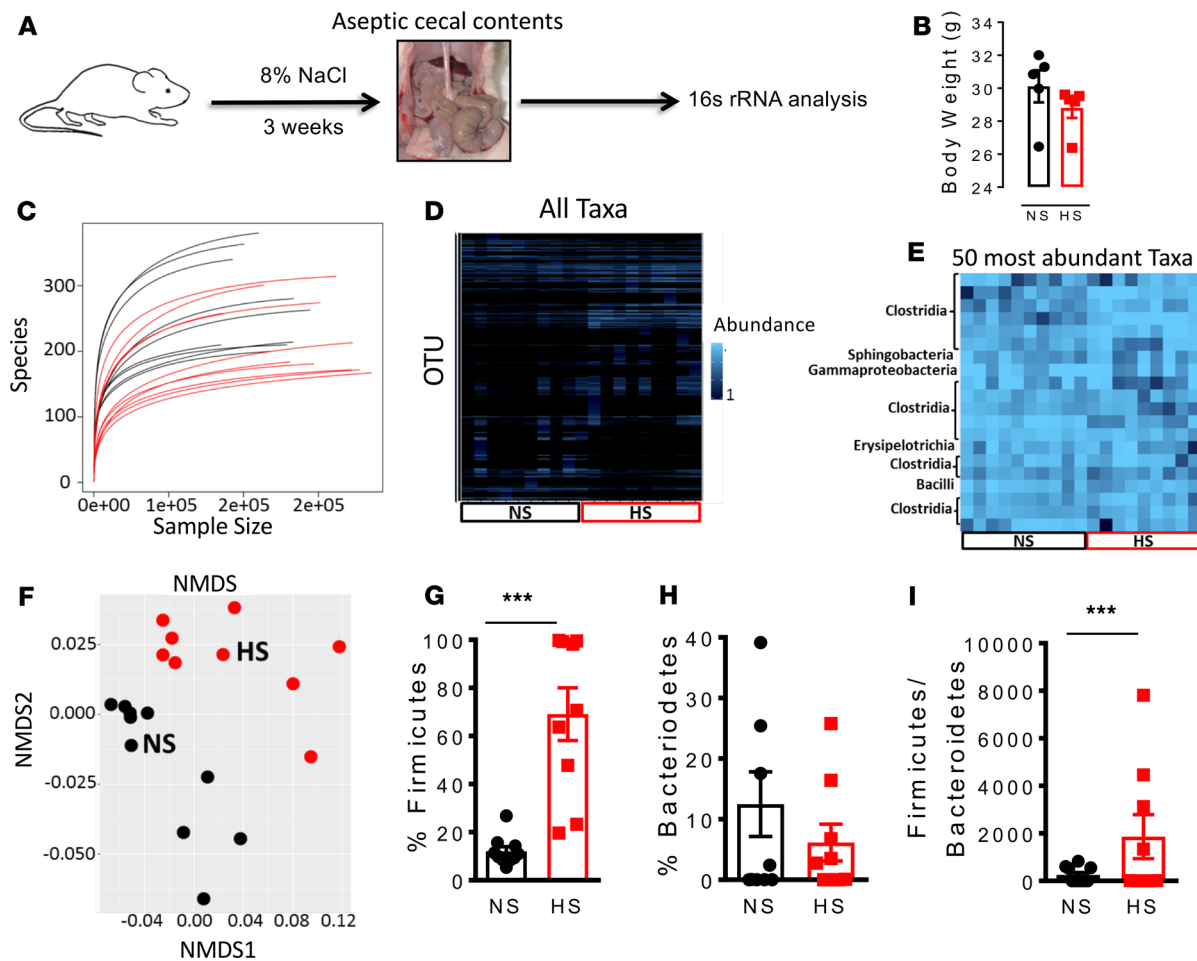 A
Aseptic cecal contents
8% NaCl
3 weeks
16s rRNA analysis
B
Body Weight (g)
34
32
30
28
26
24
NS HS
C
Species
300
200
100
0
0e+00 1e+05 2e+05 2e+05
Sample Size
D
All Taxa
OTU
NS HS
Abundance
1
E
50 most abundant Taxa
Clostridia
Sphingobacteria
Gammaproteobacteria
Clostridia
Erysipelotrichia
Clostridia
Bacilli
Clostridia
NS HS
F
NMDS
NMDS2
0.025
0.000
-0.025
-0.050
HS
NS
-0.04 0.00 0.04 0.08 0.12
NMDS1
G
***
% Firmicutes
100
80
60
40
20
0
NS HS
H
% Bacteriodetes
40
30
20
10
0
NS HS
I
***
Firmicutes/
Bacteroidetes
10000
8000
6000
4000
2000
0
NS HS